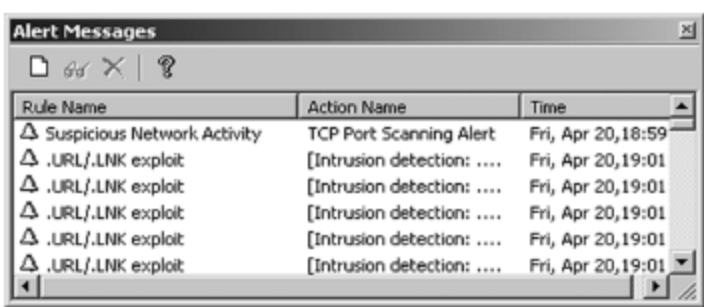 Alert Messages
Rule Name Action Name Time
Suspicious Network Activity TCP Port Scanning Alert Fri, Apr 20,18:59
.URL/.LNK exploit [Intrusion detection: .... Fri, Apr 20,19:01
.URL/.LNK exploit [Intrusion detection: .... Fri, Apr 20,19:01
.URL/.LNK exploit [Intrusion detection: .... Fri, Apr 20,19:01
.URL/.LNK exploit [Intrusion detection: .... Fri, Apr 20,19:01
.URL/.LNK exploit [Intrusion detection: .... Fri, Apr 20,19:01